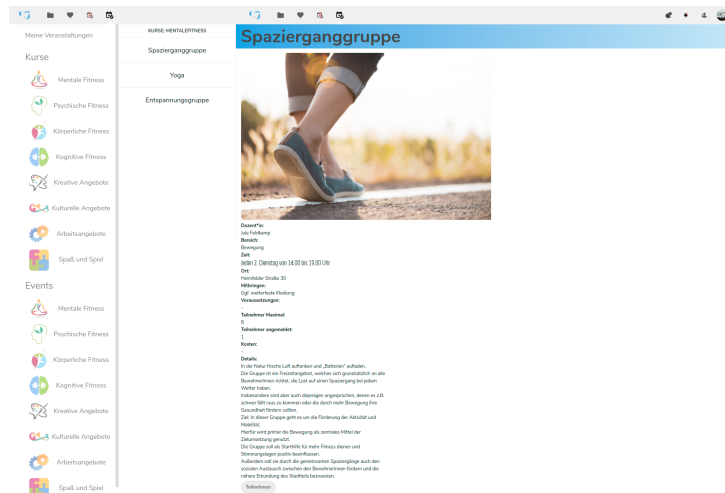 Meine Veranstaltungen
Kurse
Mentale Fitness
Psychische Fitness
Körperliche Fitness
Kognitive Fitness
Kreative Angebote
Kulturelle Angebote
Arbeitsangebote
Spaß und Spiel
Events
Mentale Fitness
Psychische Fitness
Körperliche Fitness
Kognitive Fitness
Kreative Angebote
Kulturelle Angebote
Arbeitsangebote
Spaß und Spiel
KURSE: MENTALEFITNESS
Spazierganggruppe
Yoga
Entspannungsgruppe
Spazierganggruppe
Dozent*in:
Jule Feldkamp
Bereich:
Bewegung
Zeit:
Jeden 2. Dienstag von 14:00 bis 15:00 Uhr
Ort:
Heimfelder Straße 30
Mitbringen:
Ggf. wetterfeste Kleidung
Voraussetzungen:
-
Teilnehmer Maximal:
8
Teilnehmer angemeldet:
1
Kosten:
-
Details:
In der Natur frische Luft auftanken und „Batterien" aufladen.
Die Gruppe ist ein Freizeitangebot, welches sich grundsätzlich an alle
BewohnerInnen richtet, die Lust auf einen Spaziergang bei jedem
Wetter haben.
Insbesondere sind aber auch diejenigen angesprochen, denen es z.B.
schwer fällt raus zu kommen oder die durch mehr Bewegung ihre
Gesundheit fördern sollten.
Ziel: In dieser Gruppe geht es um die Förderung der Aktivität und
Mobilität.
Hierfür wird primär die Bewegung als zentrales Mittel der
Zielumsetzung genutzt.
Die Gruppe soll als Starthilfe für mehr Fitness dienen und
Stimmungslagen positiv beeinflussen.
Außerdem soll sie durch die gemeinsamen Spaziergänge auch den
sozialen Austausch zwischen den BewohnerInnen fördern und die
nähere Erkundung des Stadtteils bezwecken.
Teilnehmen